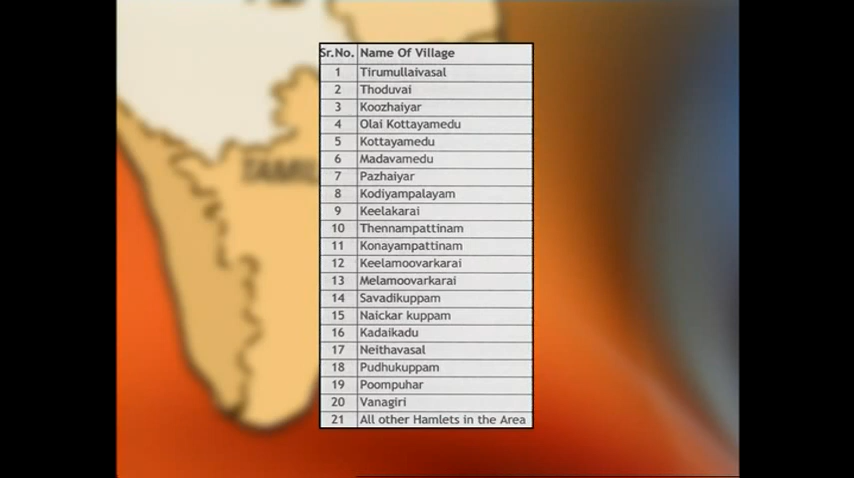 Sr.No. Name Of Village
1 Tirumullaivasal
2 Thoduvai
3 Koozhaiyar
4 Olai Kottayamedu
5 Kottayamedu
6 Madavamedu
7 Pazhaiyar
8 Kodiyampalayam
9 Keelakarai
10 Thennampattinam
11 Konayampattinam
12 Keelamoovarkarai
13 Melamoovarkarai
14 Savadikuppam
15 Naickar kuppam
16 Kadaikadu
17 Neithavasal
18 Pudhukuppam
19 Poompuhar
20 Vanagiri
21 All other Hamlets in the Area
TAMIL